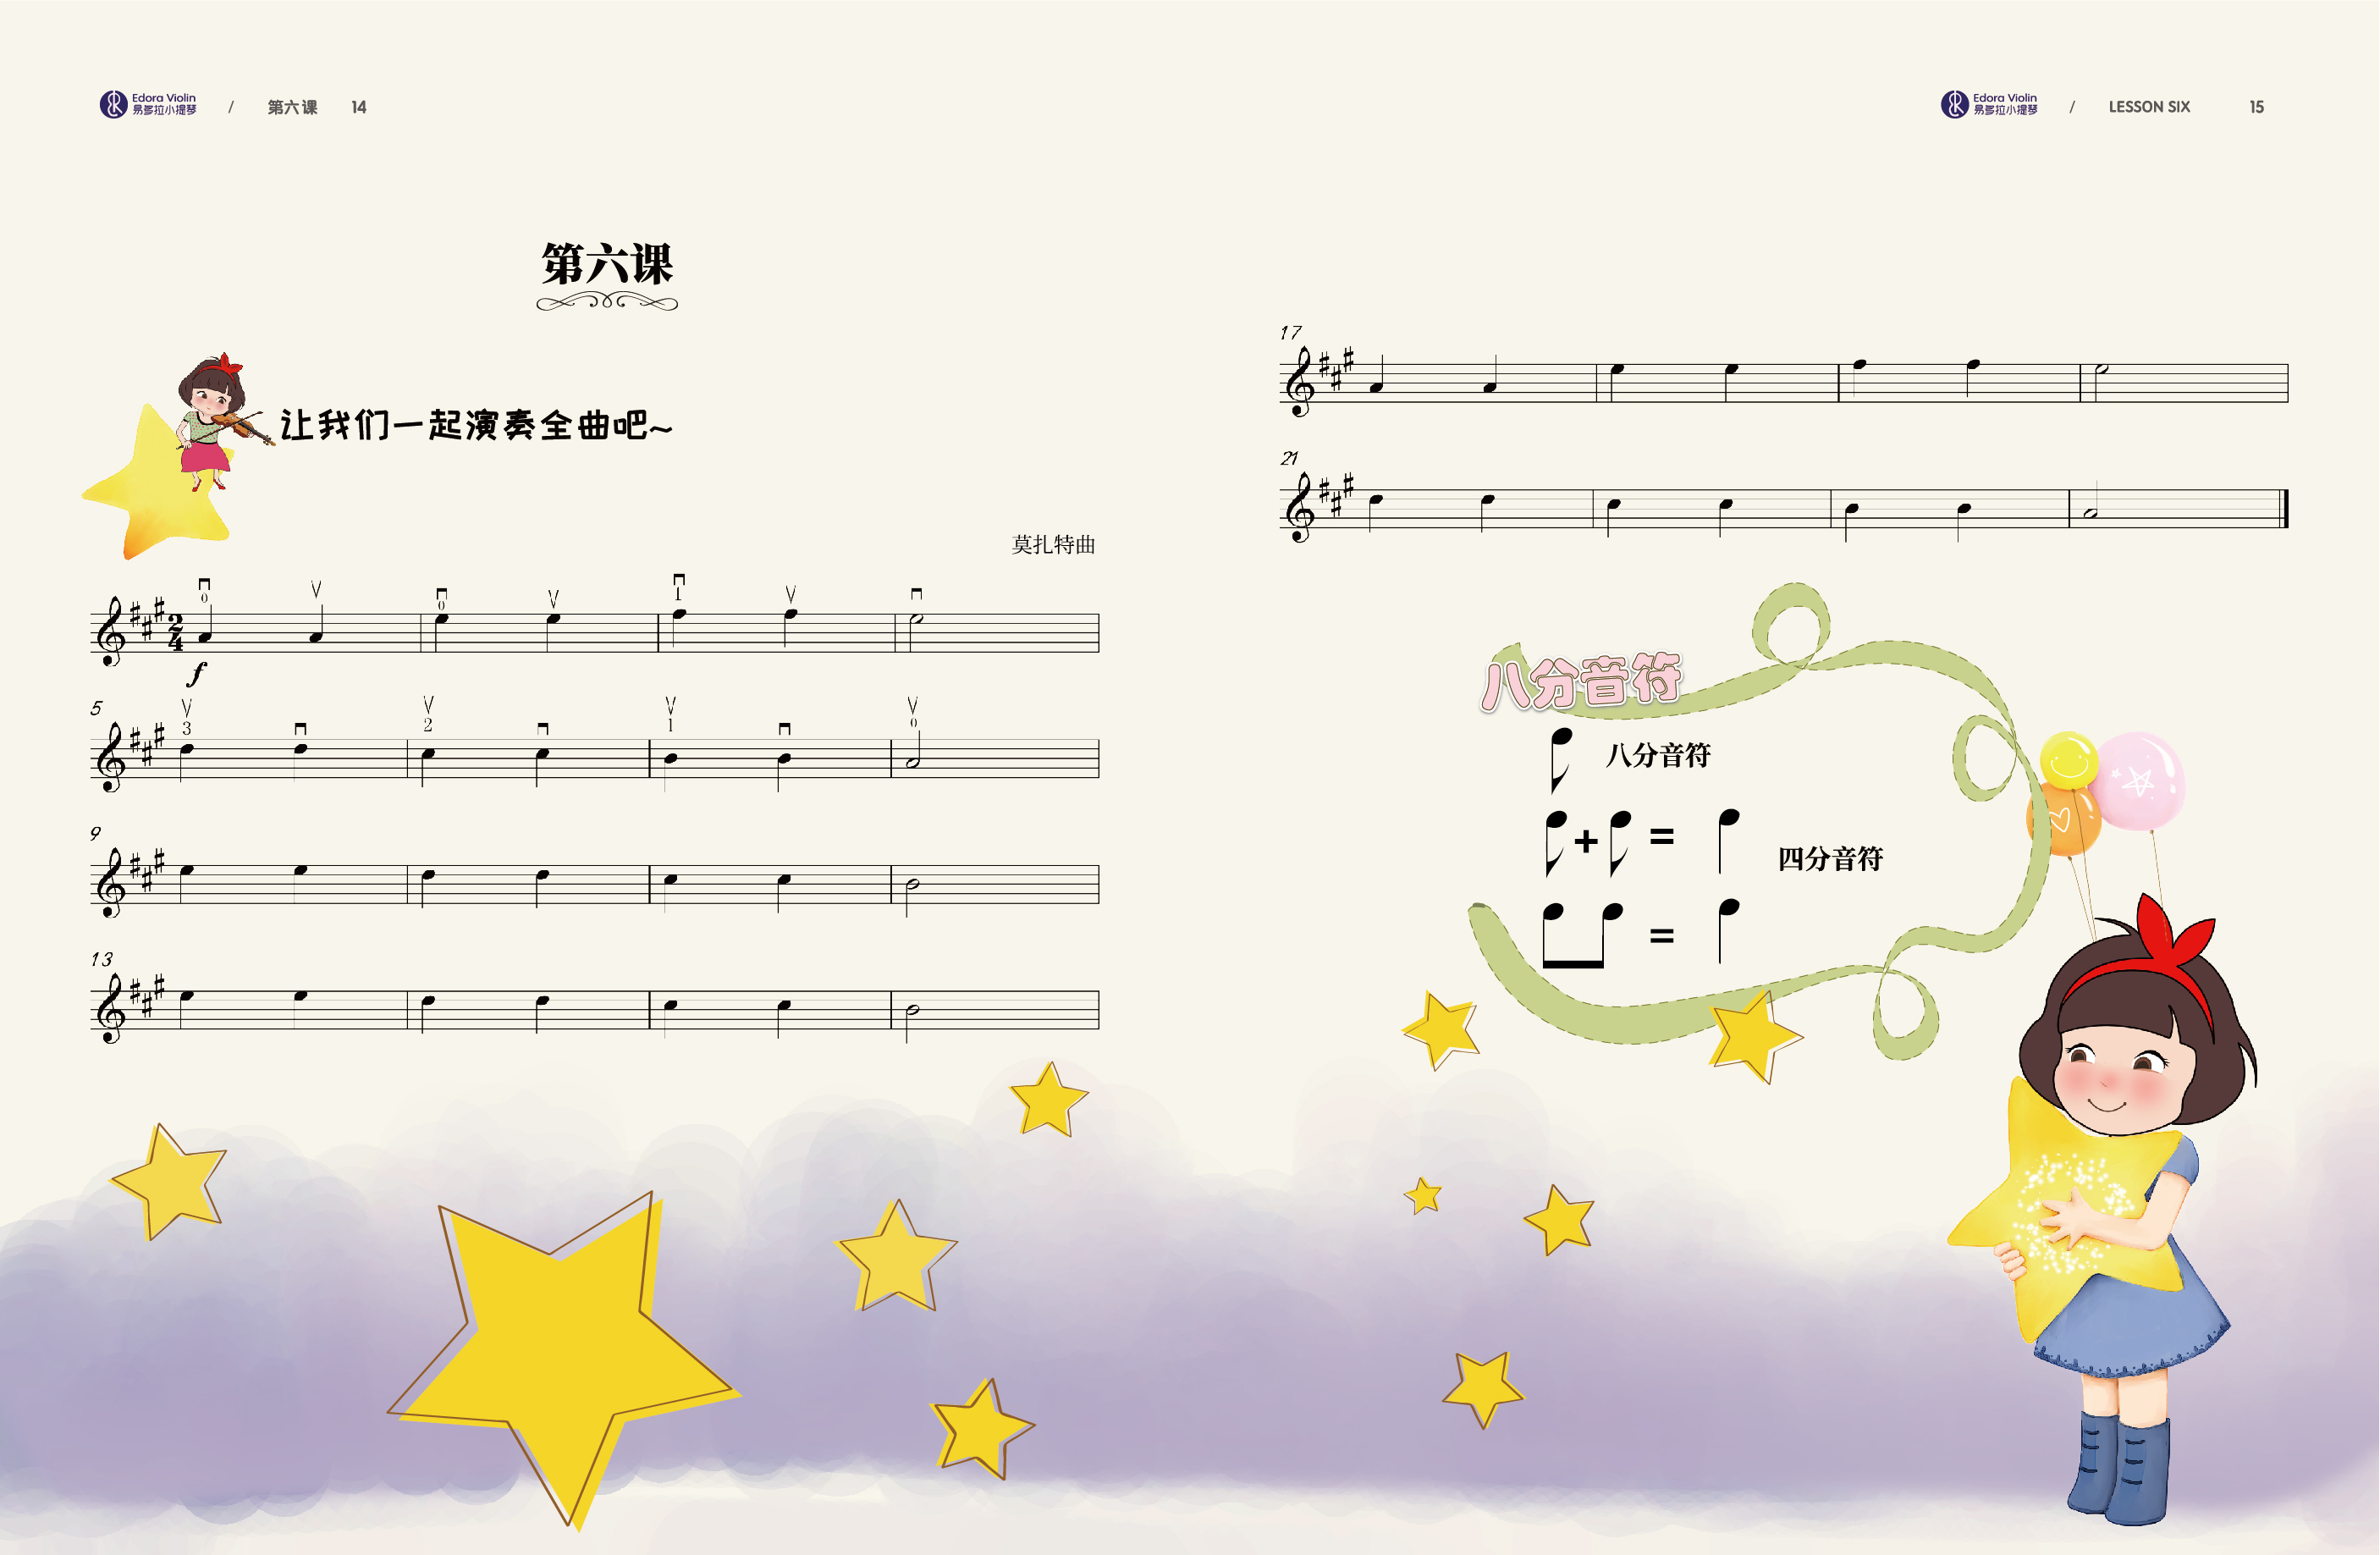 Edora Violin
易多拉小提琴
/ 第六课 14
第六课
让我们一起演奏全曲吧~
莫扎特曲
0 0 1
2
4
f
5
3 2 1 0
9
13
Edora Violin
易多拉小提琴
/ LESSON SIX 15
17
21
八分音符
八分音符
+ =
四分音符
=